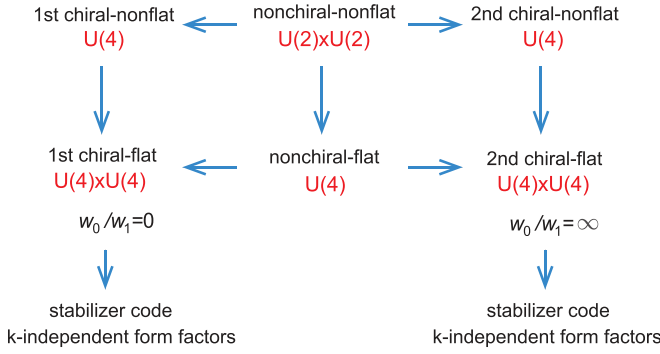 1st chiral-nonflat nonchiral-nonflat 2nd chiral-nonflat
U(4) U(2)xU(2) U(4)
1st chiral-flat nonchiral-flat 2nd chiral-flat
U(4)xU(4) U(4) U(4)xU(4)
w₀/w₁=0 w₀/w₁=∞
stabilizer code stabilizer code
k-independent form factors k-independent form factors